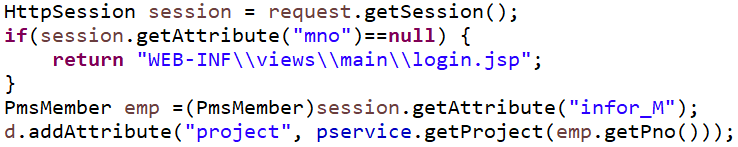 HttpSession session = request.getSession();
if(session.getAttribute("mno")==null) {
    return "WEB-INF\\views\\main\\login.jsp";
}
PmsMember emp =(PmsMember)session.getAttribute("infor_M");
d.addAttribute("project", pservice.getProject(emp.getPno()));